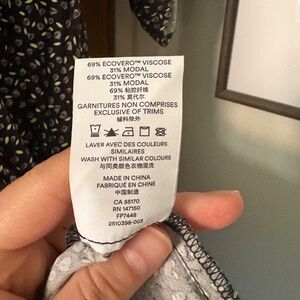 69% ECOVERO™ VISCOSE
31% MODAL
69% ECOVERO™ VISCOSE
31% MODAL
69% 粘胶纤维
31% 莫代尔
GARNITURES NON COMPRISES
EXCLUSIVE OF TRIMS
辅料除外
LAVER AVEC DES COULEURS
SIMILAIRES
WASH WITH SIMILAR COLOURS
与同类颜色衣物混洗
MADE IN CHINA
FABRIQUÉ EN CHINE
中国制造
CA 55170
RN 147150
FP7448
2510398-003